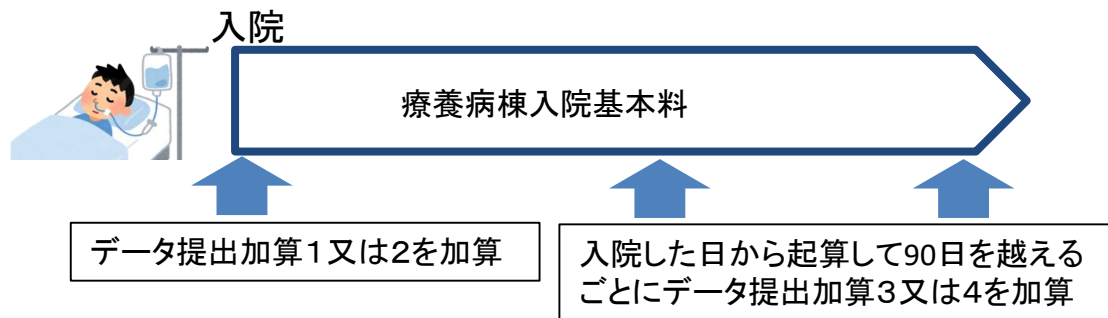 入院
療養病棟入院基本料
データ提出加算1又は2を加算
入院した日から起算して90日を越える
ごとにデータ提出加算3又は4を加算